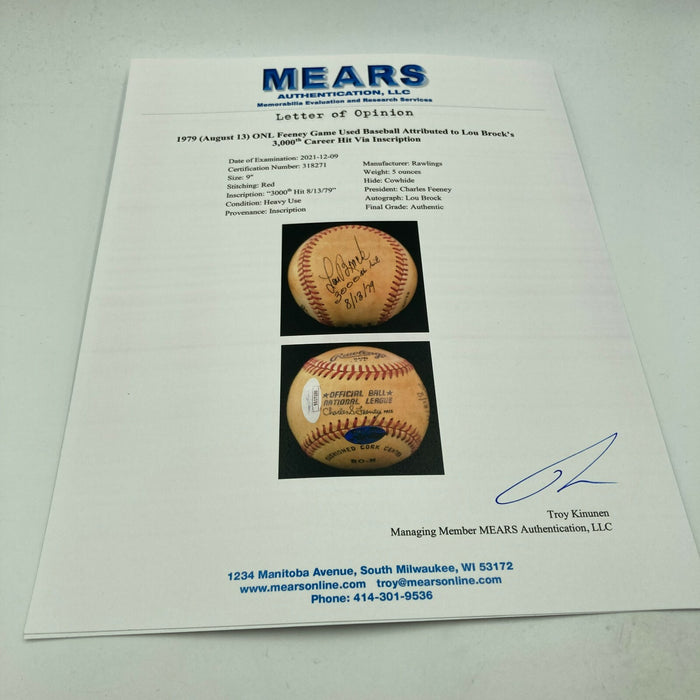 MEARS
AUTHENTICATION, LLC
Memorabilia Evaluation and Research Services
Letter of Opinion
1979 (August 13) ONL Feeney Game Used Baseball Attributed to Lou Brock's
3,000th Career Hit Via Inscription
Date of Examination: 2021-12-09
Certification Number: 318271
Size: 9"
Stitching: Red
Inscription: "3000th Hit 8/13/79"
Condition: Heavy Use
Provenance: Inscription
Manufacturer: Rawlings
Weight: 5 ounces
Hide: Cowhide
President: Charles Feeney
Autograph: Lou Brock
Final Grade: Authentic
Lou Brock
3000th hit
8/13/79
Rawlings
OFFICIAL BALL
NATIONAL LEAGUE
Charles S. Feeney PRES
CUSHIONED CORK CENTER
Troy Kinunen
Managing Member MEARS Authentication, LLC
1234 Manitoba Avenue, South Milwaukee, WI 53172
www.mearsonline.com troy@mearsonline.com
Phone: 414-301-9536